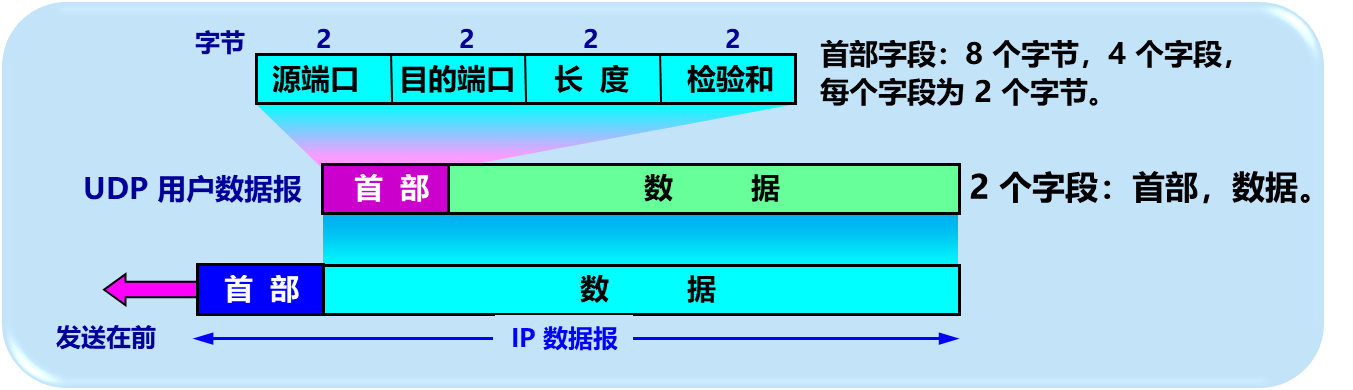 字节 2 2 2 2
源端口 目的端口 长 度 检验和
首部字段：8 个字节，4 个字段，
每个字段为 2 个字节。
UDP 用户数据报 首 部 数 据 2 个字段：首部，数据。
首 部 数 据
发送在前 IP 数据报